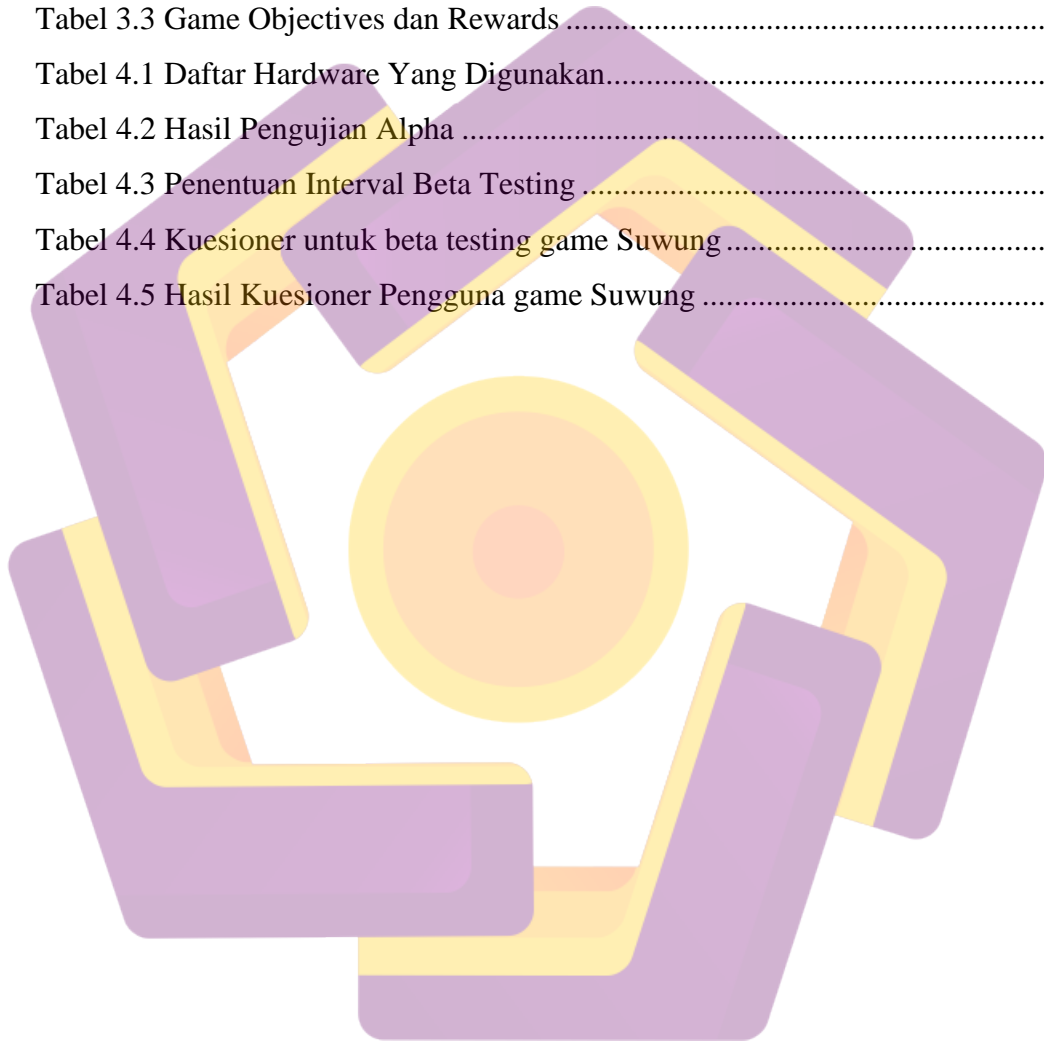 Tabel 3.3 Game Objectives dan Rewards ............................................................
Tabel 4.1 Daftar Hardware Yang Digunakan......................................................
Tabel 4.2 Hasil Pengujian Alpha ........................................................................
Tabel 4.3 Penentuan Interval Beta Testing .........................................................
Tabel 4.4 Kuesioner untuk beta testing game Suwung .......................................
Tabel 4.5 Hasil Kuesioner Pengguna game Suwung ..........................................